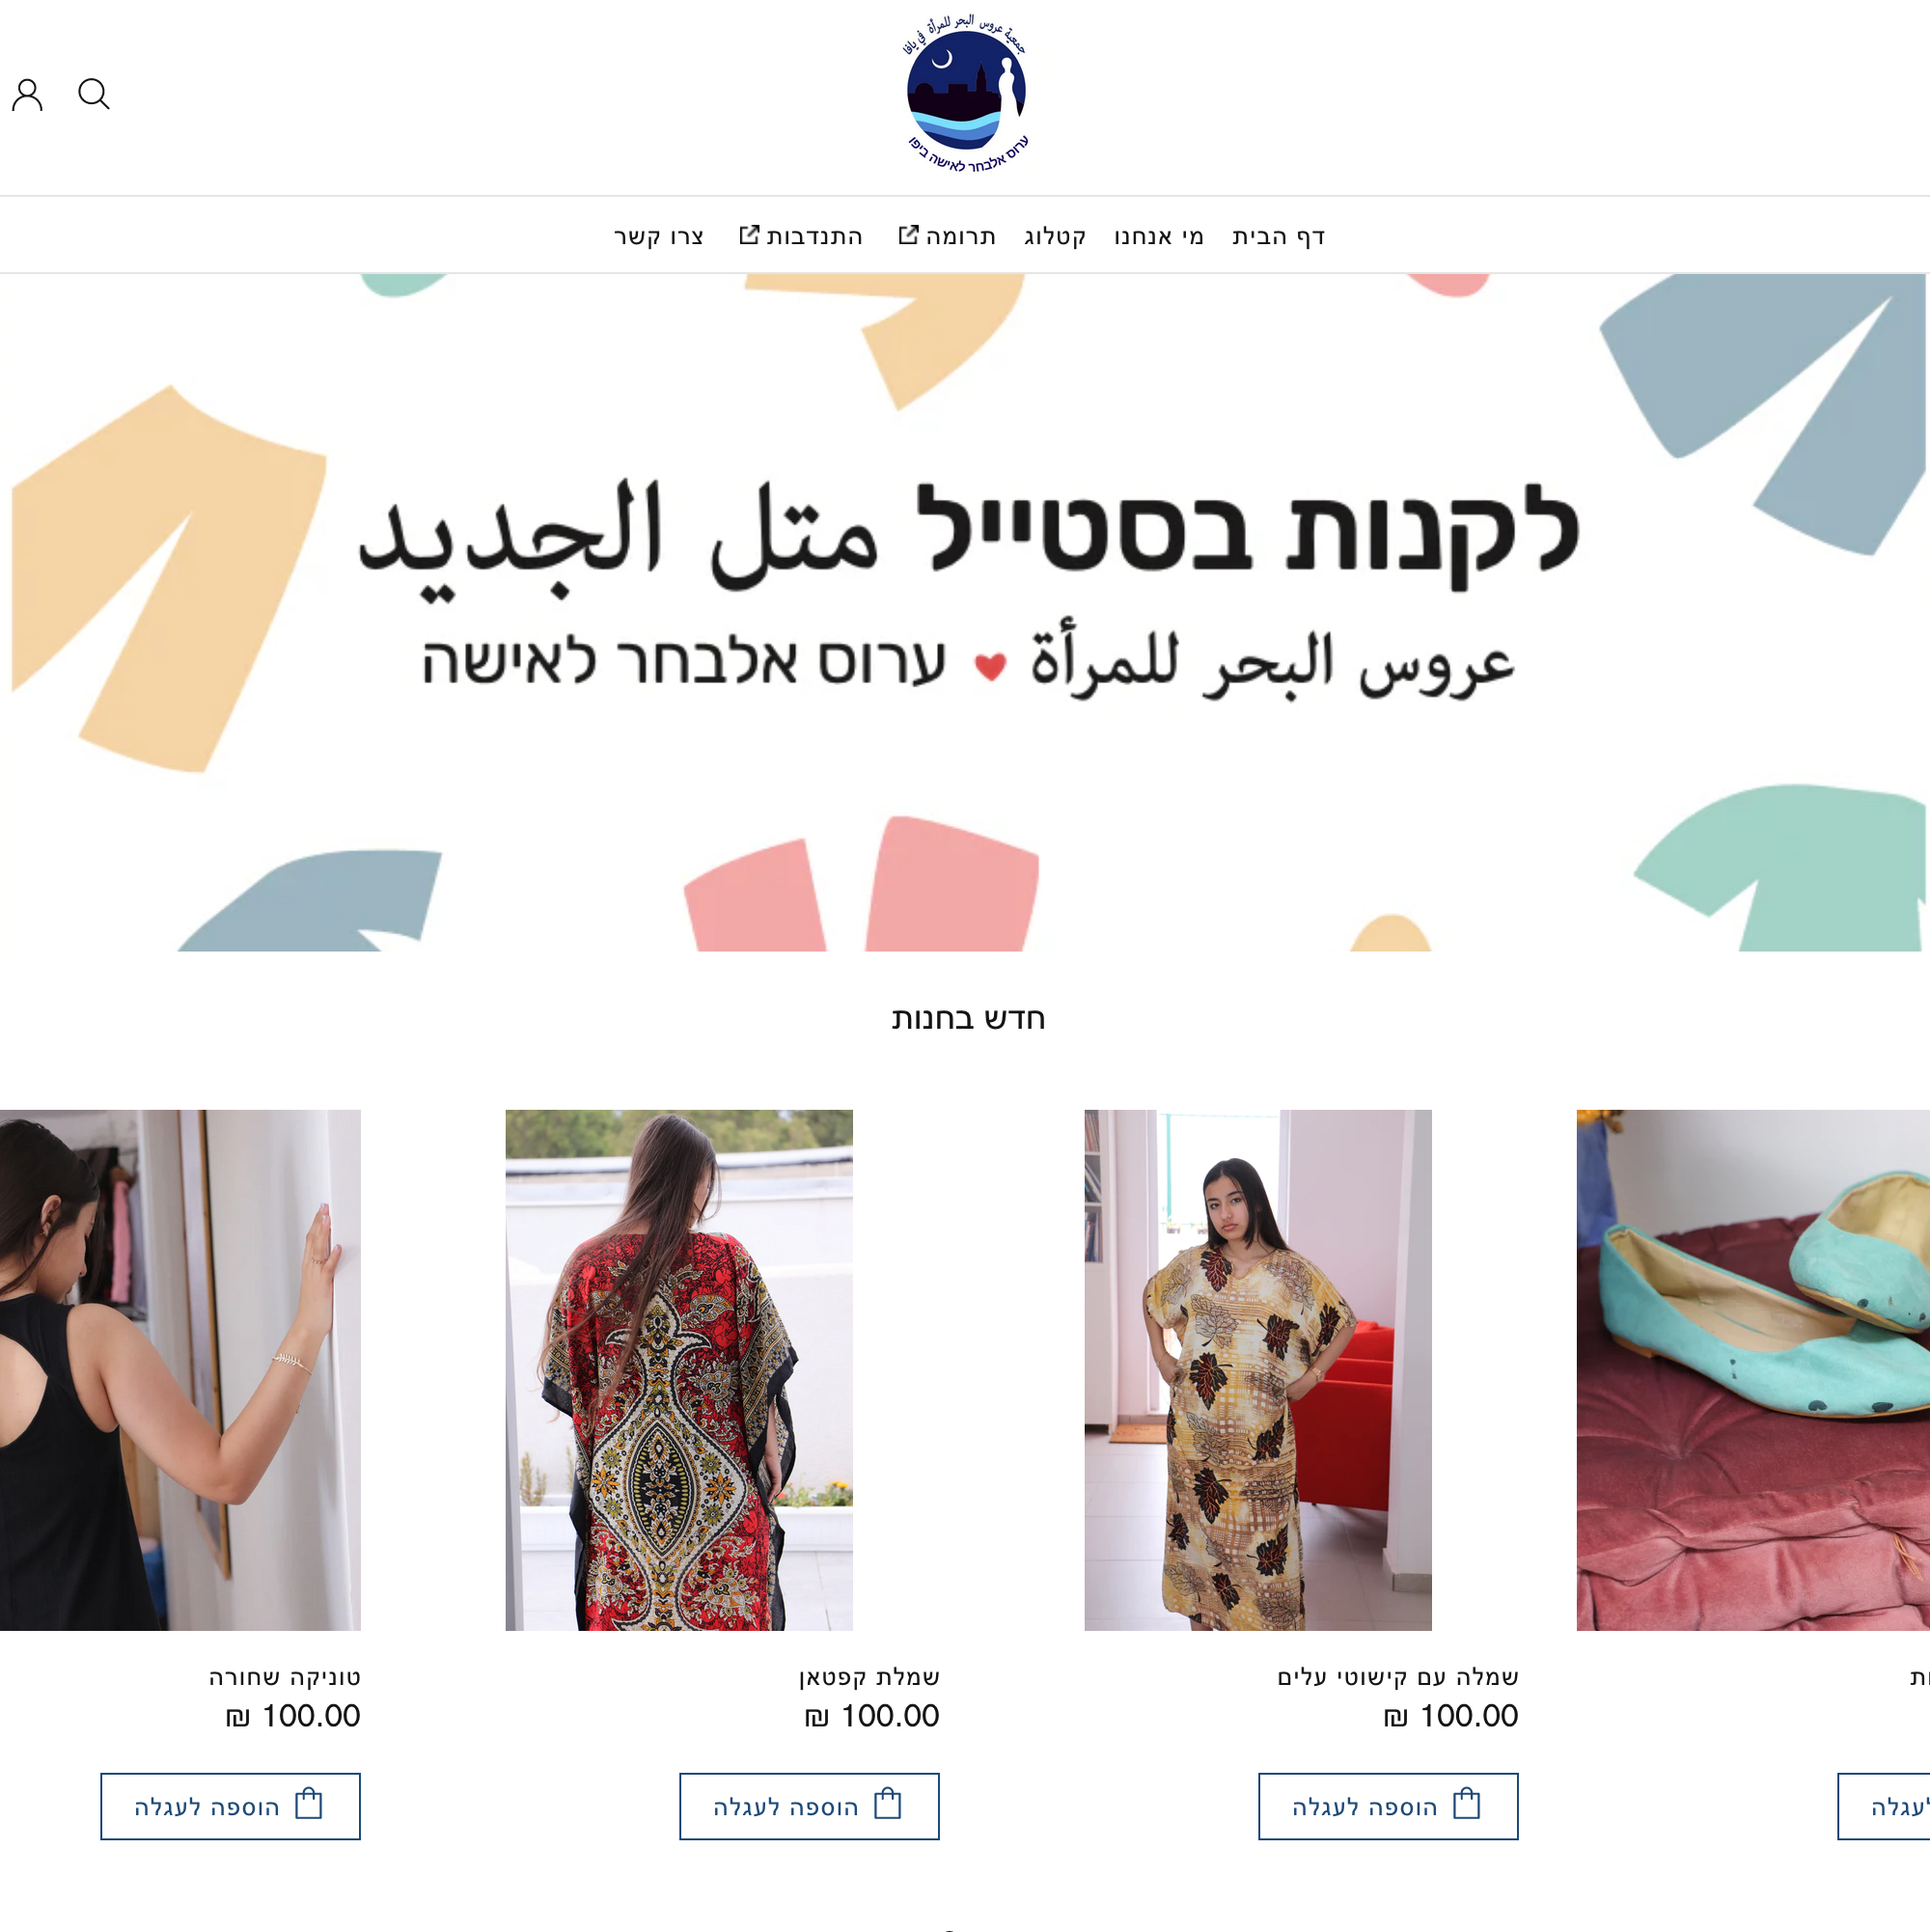 جمعية عروس البحر للمرأة في يافا
ערוס אלבחר לאישה ביפו
דף הבית מי אנחנו קטלוג תרומה התנדבות צרו קשר
לקנות בסטייל متل الجديد
عروس البحر للمرأة ♥ ערוס אלבחר לאישה
חדש בחנות
שמלה עם קישוטי עלים
100.00 ₪
הוספה לעגלה
שמלת קפטאן
100.00 ₪
הוספה לעגלה
טוניקה שחורה
100.00 ₪
הוספה לעגלה